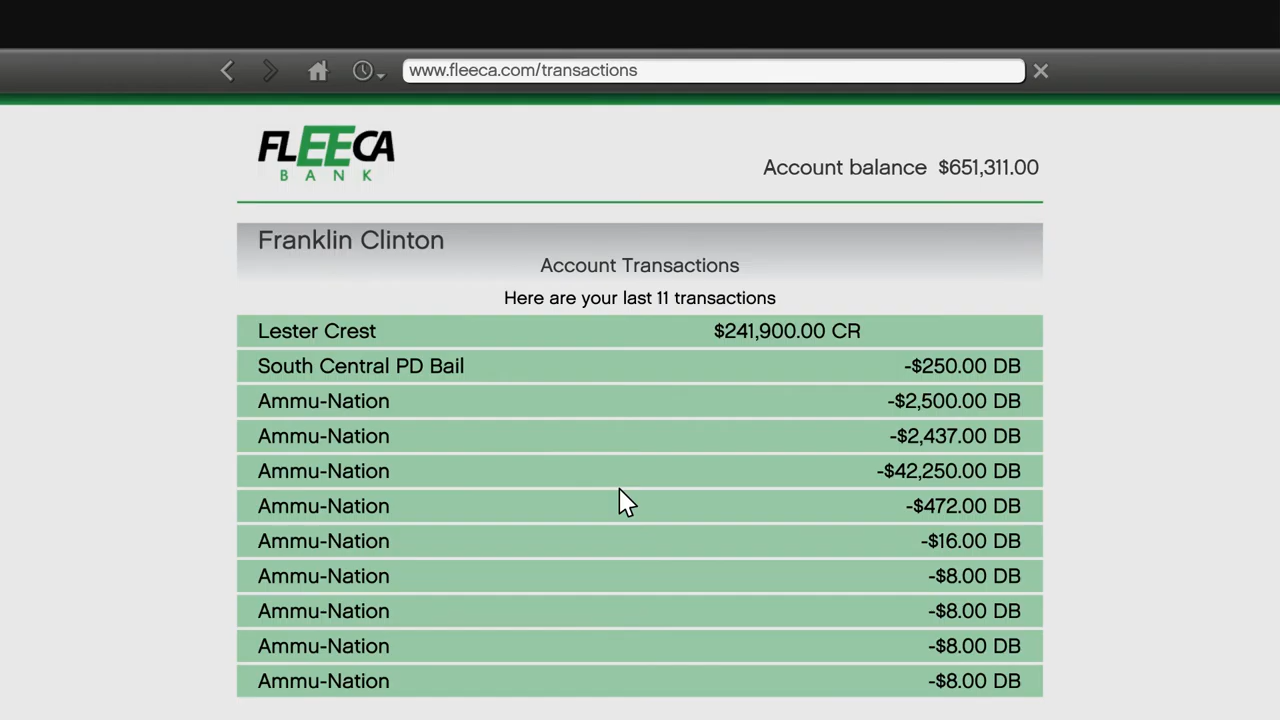 www.fleeca.com/transactions
FLEECA
BANK
Account balance $651,311.00
Franklin Clinton
Account Transactions
Here are your last 11 transactions
Lester Crest $241,900.00 CR
South Central PD Bail -$250.00 DB
Ammu-Nation -$2,500.00 DB
Ammu-Nation -$2,437.00 DB
Ammu-Nation -$42,250.00 DB
Ammu-Nation -$472.00 DB
Ammu-Nation -$16.00 DB
Ammu-Nation -$8.00 DB
Ammu-Nation -$8.00 DB
Ammu-Nation -$8.00 DB
Ammu-Nation -$8.00 DB